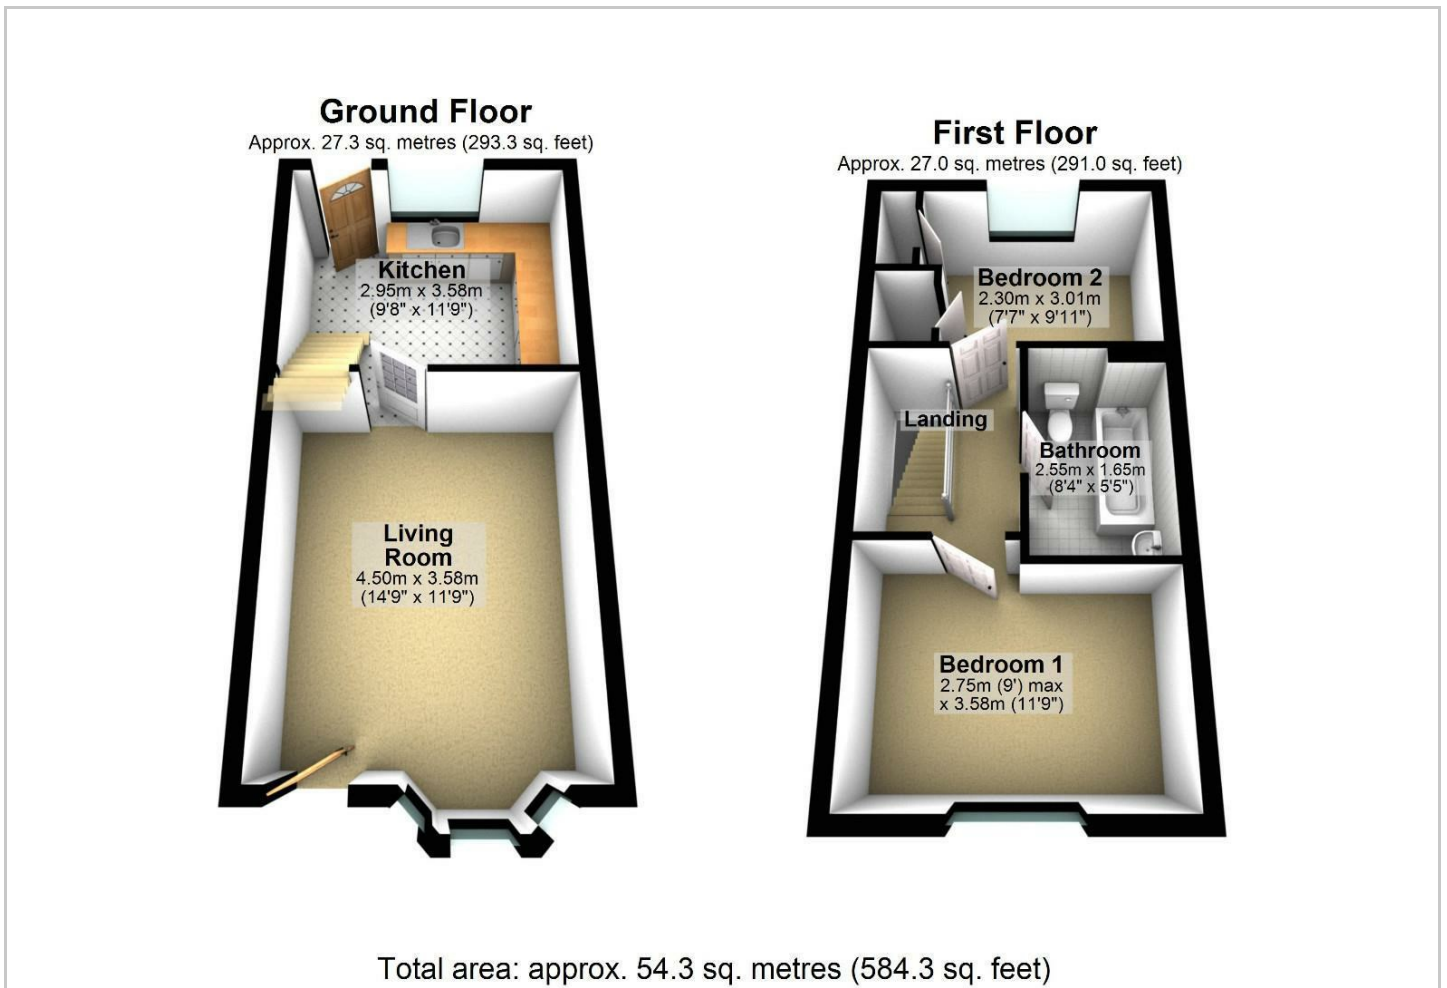 Ground Floor
Approx. 27.3 sq. metres (293.3 sq. feet)
Kitchen
2.95m x 3.58m
(9'8" x 11'9")
Living
Room
4.50m x 3.58m
(14'9" x 11'9")
First Floor
Approx. 27.0 sq. metres (291.0 sq. feet)
Bedroom 2
2.30m x 3.01m
(7'7" x 9'11")
Landing
Bathroom
2.55m x 1.65m
(8'4" x 5'5")
Bedroom 1
2.75m (9') max
x 3.58m (11'9")
Total area: approx. 54.3 sq. metres (584.3 sq. feet)